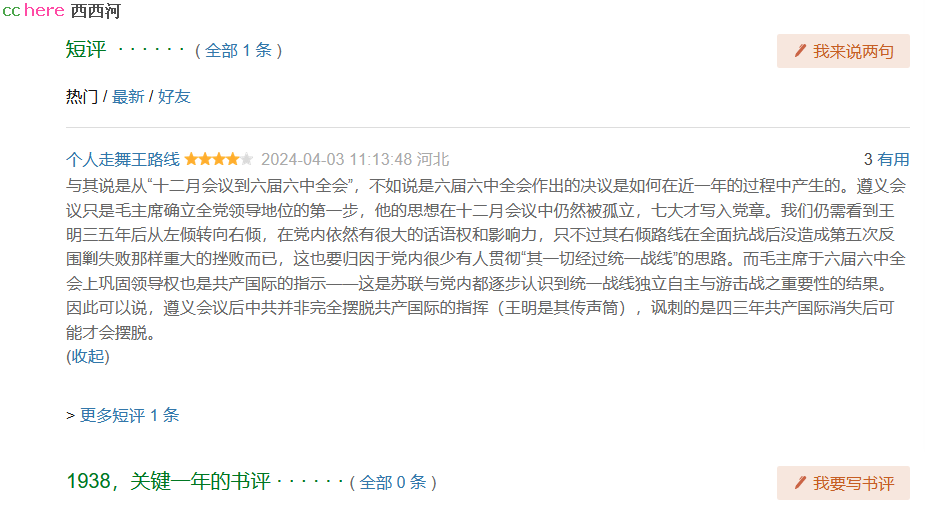 cchere 西西河
短评 · · · · · · ( 全部 1 条 )
我来说两句
热门 / 最新 / 好友
个人走舞王路线 2024-04-03 11:13:48 河北 3 有用
与其说是从“十二月会议到六届六中全会”，不如说是六届六中全会作出的决议是如何在近一年的过程中产生的。遵义会
议只是毛主席确立全党领导地位的第一步，他的思想在十二月会议中仍然被孤立，七大才写入党章。我们仍需看到王
明三五年后从左倾转向右倾，在党内依然有很大的话语权和影响力，只不过其右倾路线在全面抗战后没造成第五次反
围剿失败那样重大的挫败而已，这也要归因于党内很少有人贯彻“其一切经过统一战线”的思路。而毛主席于六届六中全
会上巩固领导权也是共产国际的指示——这是苏联与党内都逐步认识到统一战线独立自主与游击战之重要性的结果。
因此可以说，遵义会议后中共并非完全摆脱共产国际的指挥（王明是其传声筒），讽刺的是四三年共产国际消失后可
能才会摆脱。
(收起)
> 更多短评 1 条
1938，关键一年的书评 · · · · · · ( 全部 0 条 )
我要写书评